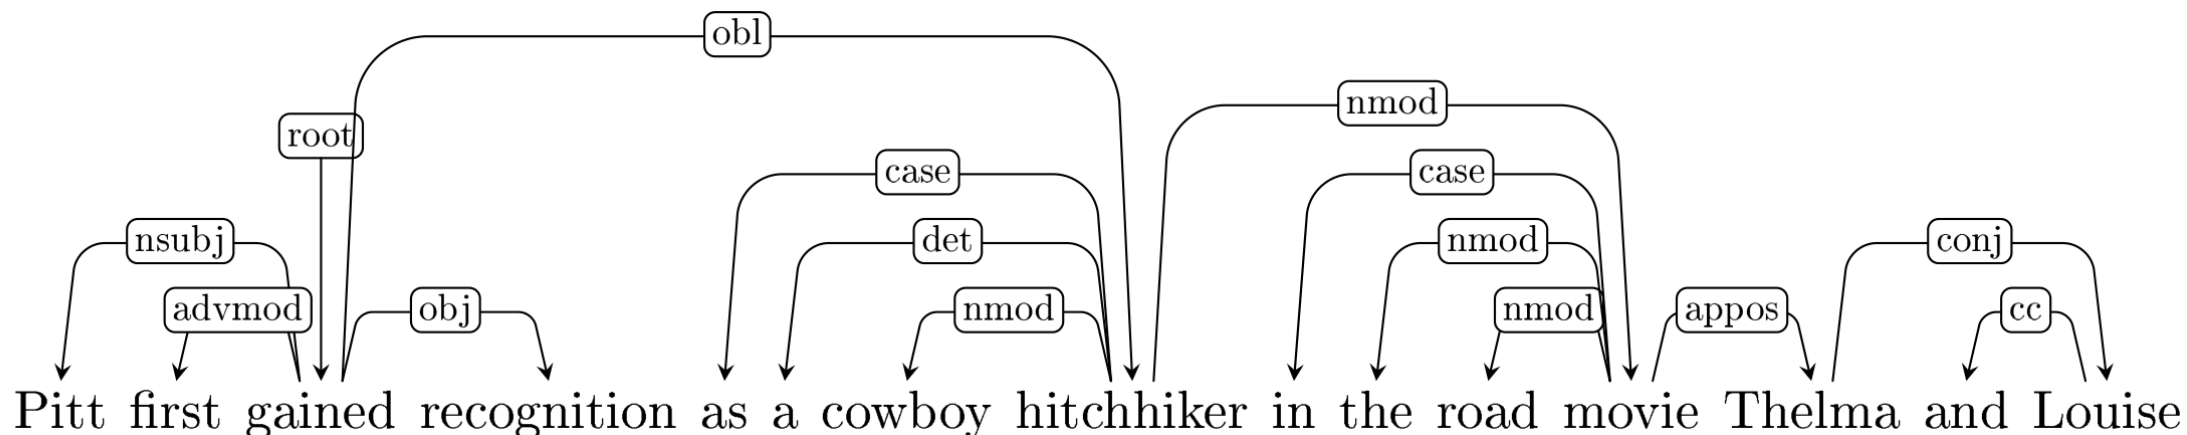 obl
nmod
root
case case
nsubj det nmod conj
advmod obj nmod nmod appos cc
Pitt first gained recognition as a cowboy hitchhiker in the road movie Thelma and Louise